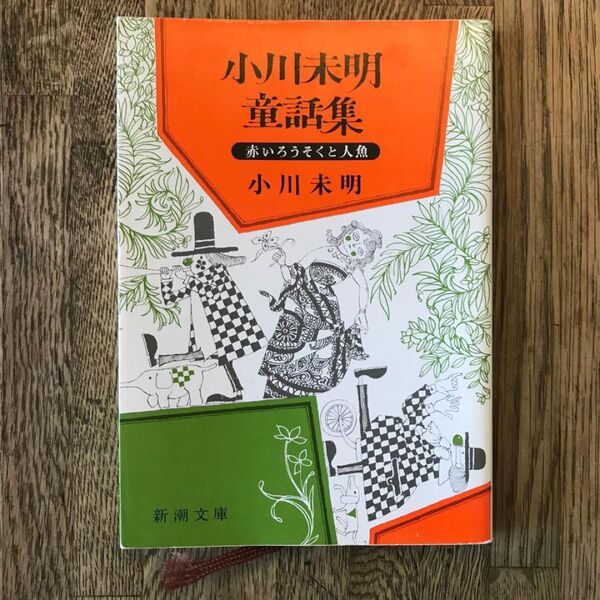 小川未明
童話集
赤いろうそくと人魚
小川未明
新潮文庫